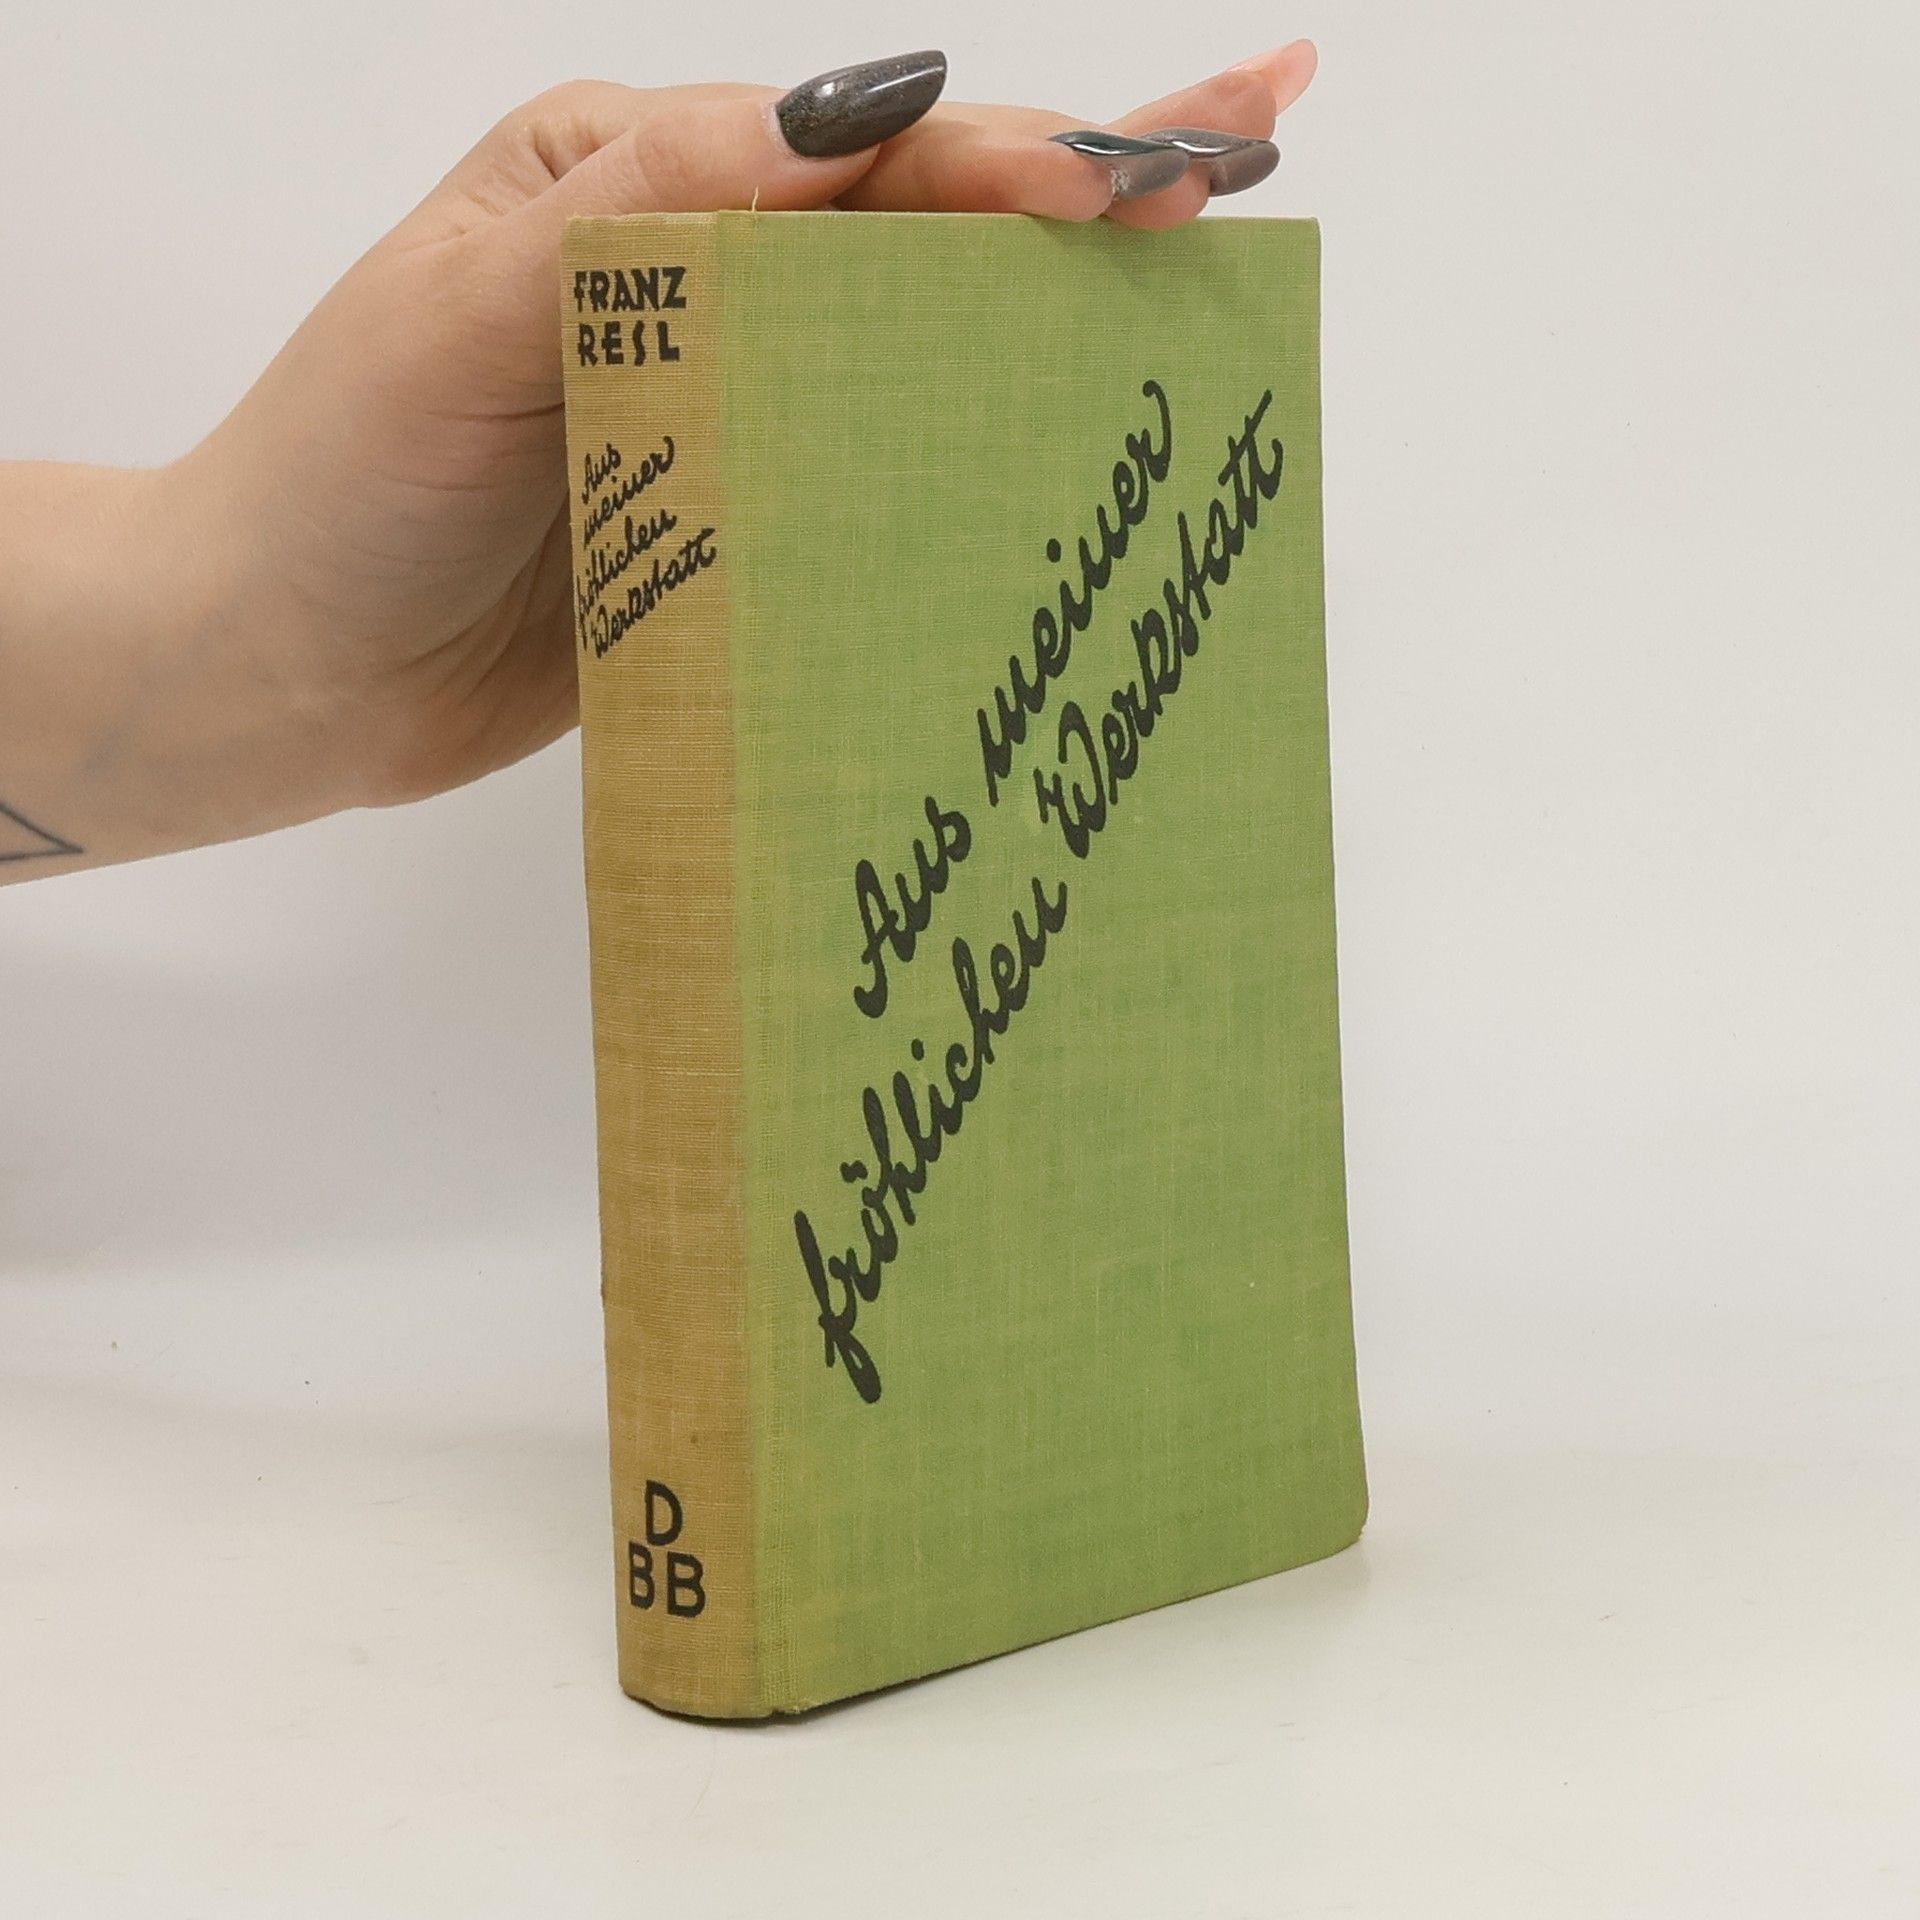 FRANZ
RESL
Aus
meiner
fröhlichen
Werkstatt
D
BB
Aus meiner
fröhlichen Werkstatt